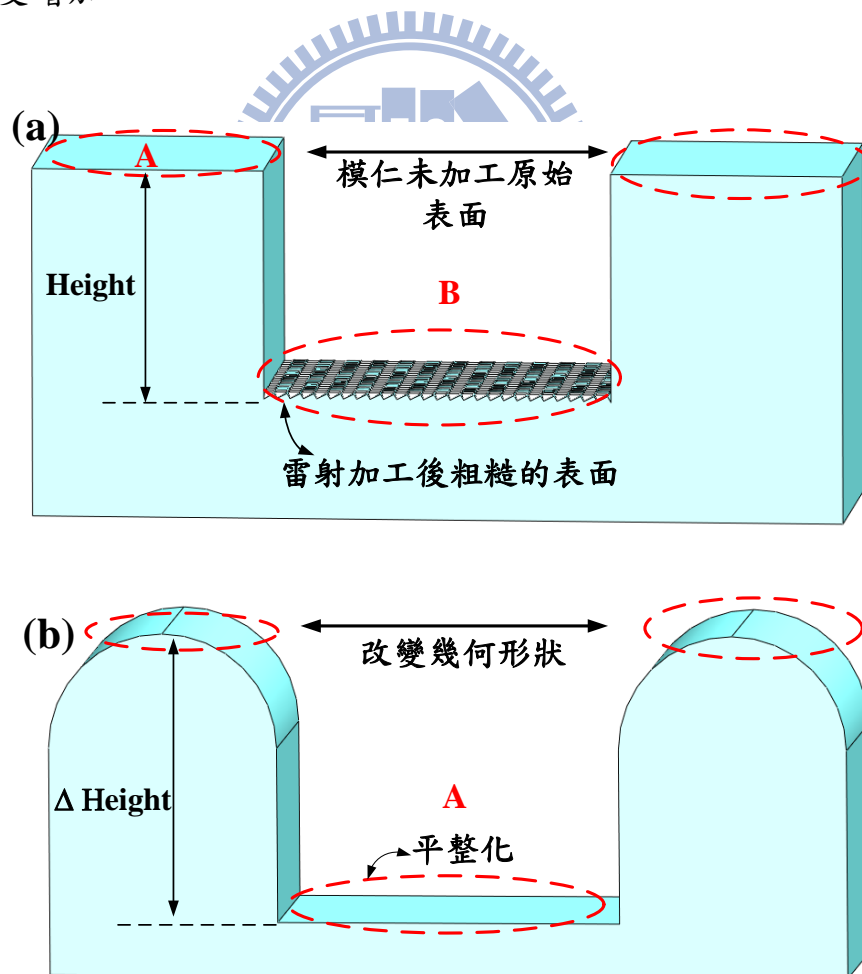 (a)
A
模仁未加工原始
表面
Height
B
雷射加工後粗糙的表面
(b)
改變幾何形狀
Δ Height
A
平整化